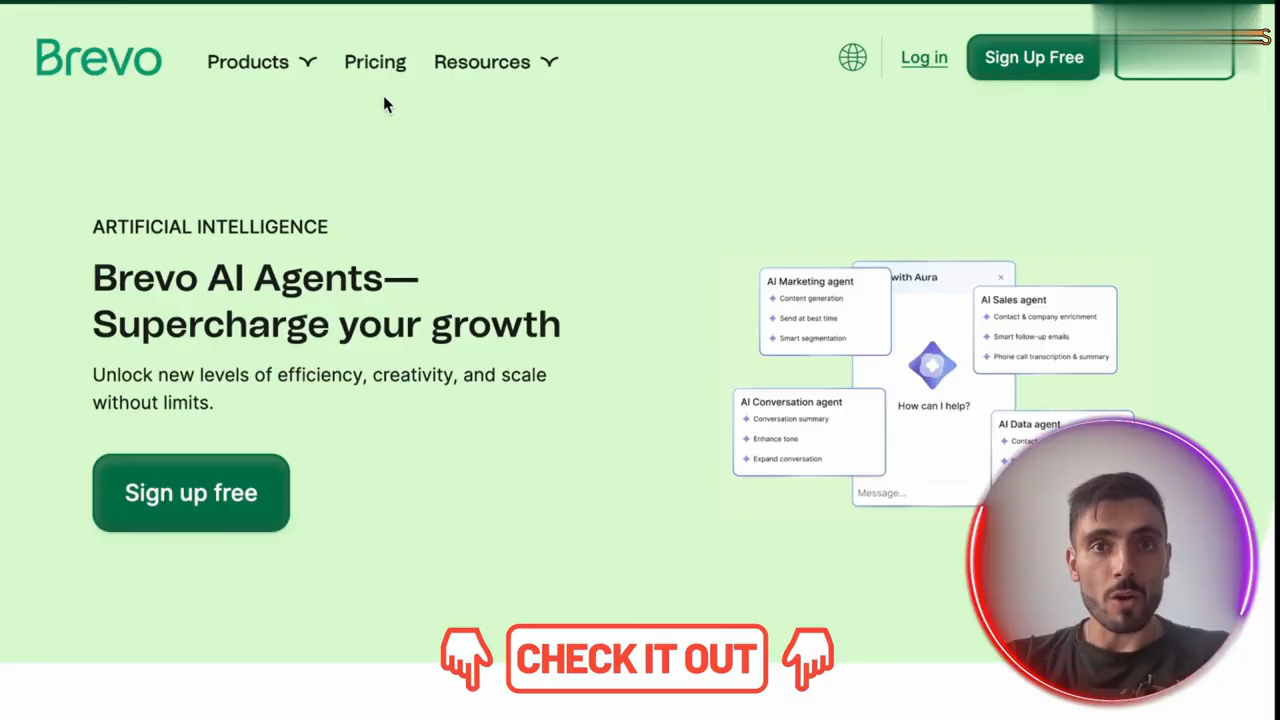 Brevo
Products
Pricing
Resources
Log in
Sign Up Free
S
ARTIFICIAL INTELLIGENCE
Brevo AI Agents—
Supercharge your growth
Unlock new levels of efficiency, creativity, and scale
without limits.
Sign up free
AI Marketing agent
Content generation
Send at best time
Smart segmentation
with Aura
AI Sales agent
Contact & company enrichment
Smart follow-up emails
Phone call transcription & summary
How can I help?
AI Conversation agent
Conversation summary
Enhance tone
Expand conversation
AI Data agent
Contact
Message...
CHECK IT OUT